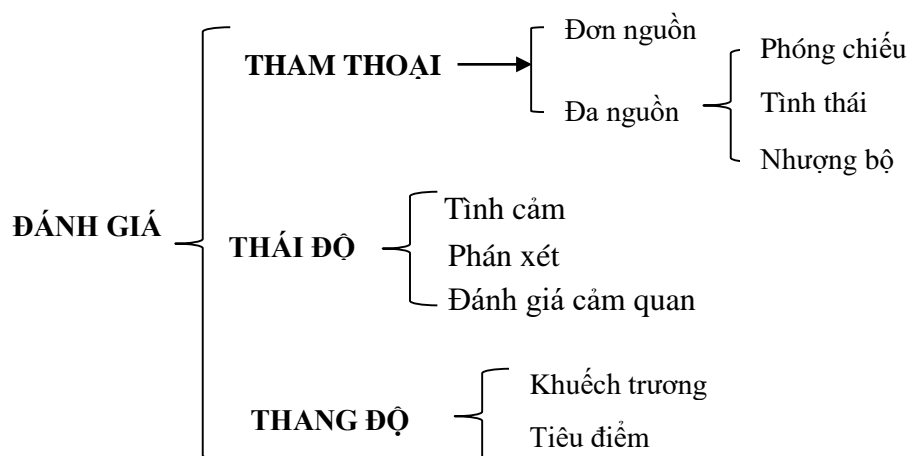 ĐÁNH GIÁ
THAM THOẠI
Đơn nguồn
Đa nguồn
Phóng chiếu
Tình thái
Nhượng bộ
THÁI ĐỘ
Tình cảm
Phán xét
Đánh giá cảm quan
THANG ĐỘ
Khuếch trương
Tiêu điểm